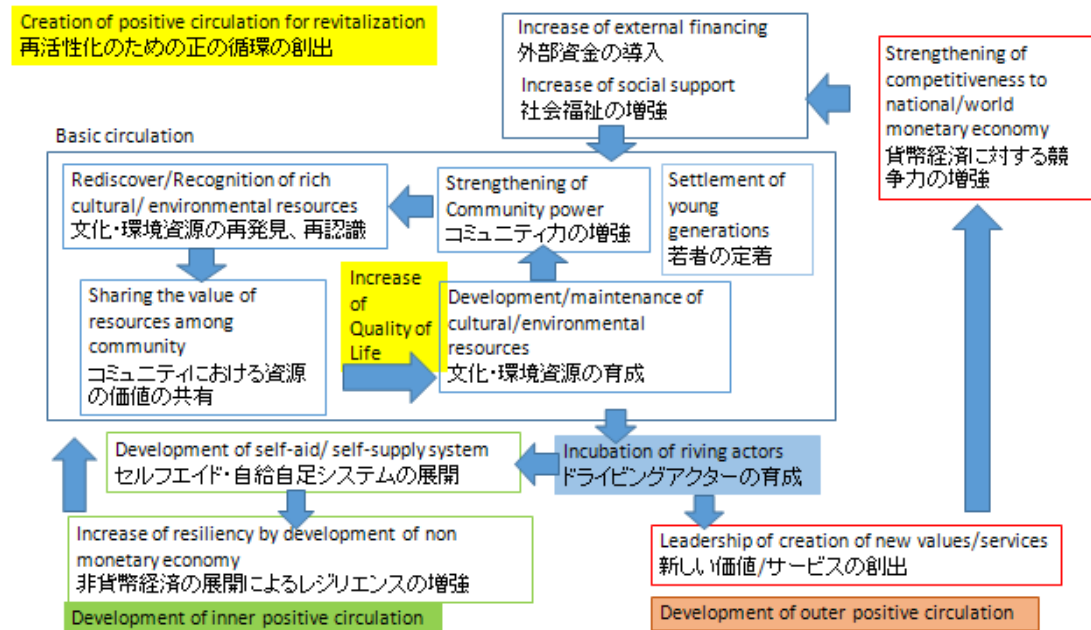 Creation of positive circulation for revitalization
再活性化のための正の循環の創出
Increase of external financing
外部資金の導入
Increase of social support
社会福祉の増強
Strengthening of
competitiveness to
national/world
monetary economy
貨幣経済に対する競
争力の増強
Basic circulation
Rediscover/Recognition of rich
cultural/ environmental resources
文化・環境資源の再発見、再認識
Strengthening of
Community power
コミュニティ力の増強
Settlement of
young
generations
若者の定着
Sharing the value of
resources among
community
コミュニティにおける資源
の価値の共有
Increase
of
Quality of
Life
Development/maintenance of
cultural/environmental
resources
文化・環境資源の育成
Development of self-aid/ self-supply system
セルフエイド・自給自足システムの展開
Incubation of riving actors
ドライビングアクターの育成
Increase of resiliency by development of non
monetary economy
非貨幣経済の展開によるレジリエンスの増強
Leadership of creation of new values/services
新しい価値/サービスの創出
Development of inner positive circulation
Development of outer positive circulation